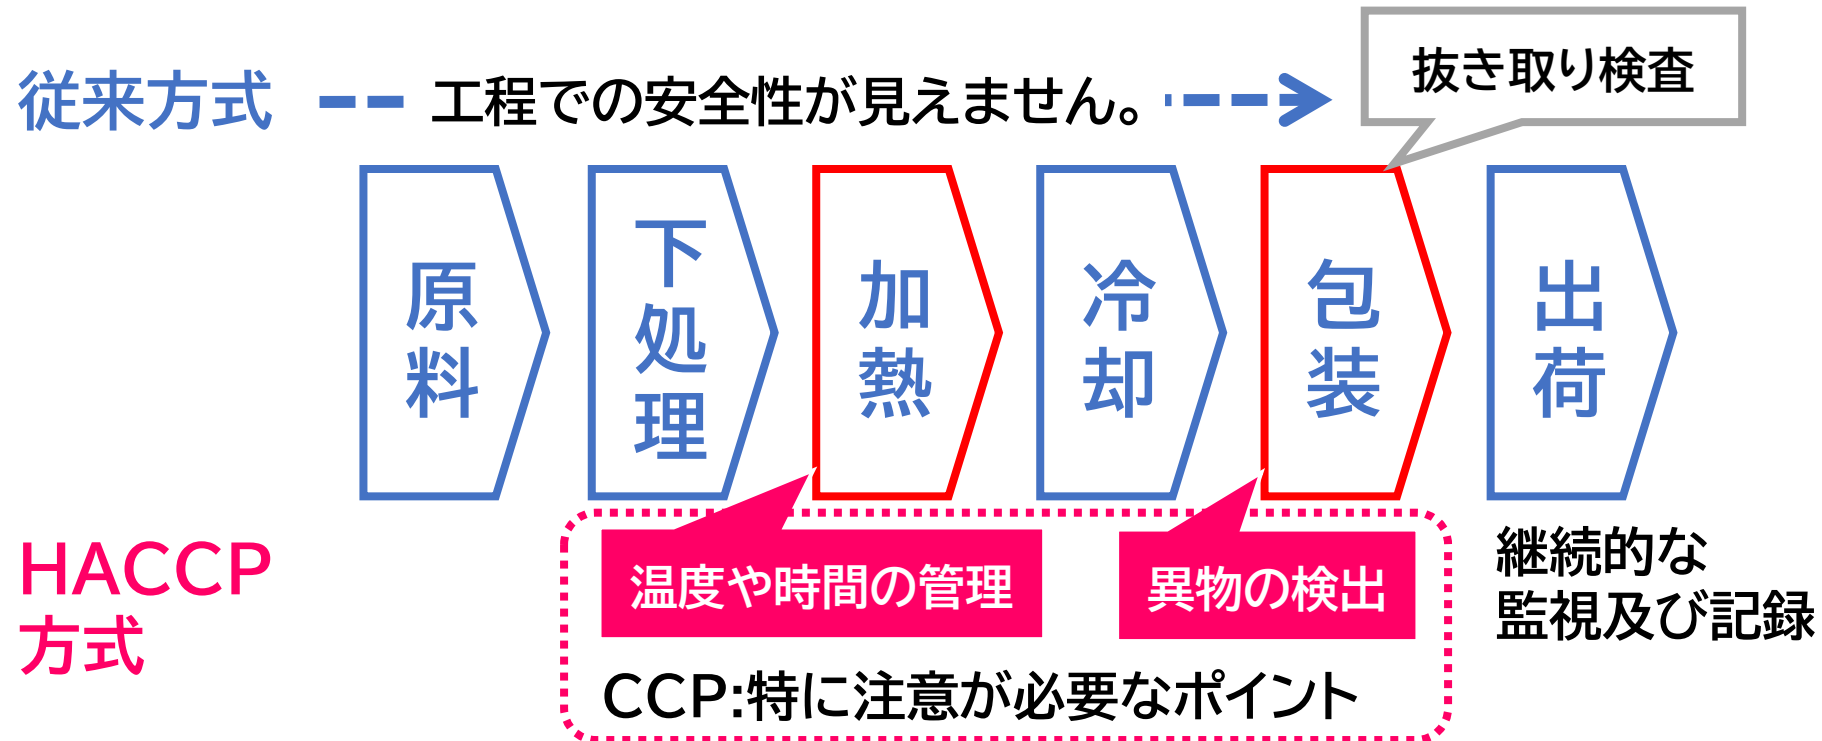 従来方式
工程での安全性が見えません。
抜き取り検査
原料
下処理
加熱
冷却
包装
出荷
HACCP
方式
温度や時間の管理
異物の検出
CCP:特に注意が必要なポイント
継続的な
監視及び記録